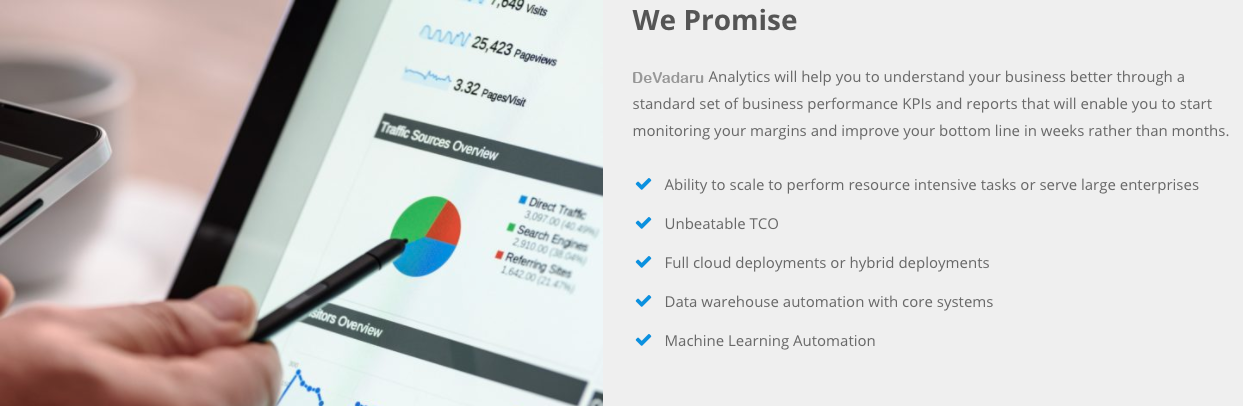 7,649 Visits
25,423 Pageviews
3.32 Pages/Visit
Traffic Sources Overview
Direct Traffic
3,097.00 (40.49%)
Search Engines
2,910.00 (38.04%)
Referring Sites
1,642.00 (21.47%)
Visitors Overview
We Promise
DeVadaru Analytics will help you to understand your business better through a
standard set of business performance KPIs and reports that will enable you to start
monitoring your margins and improve your bottom line in weeks rather than months.
Ability to scale to perform resource intensive tasks or serve large enterprises
Unbeatable TCO
Full cloud deployments or hybrid deployments
Data warehouse automation with core systems
Machine Learning Automation